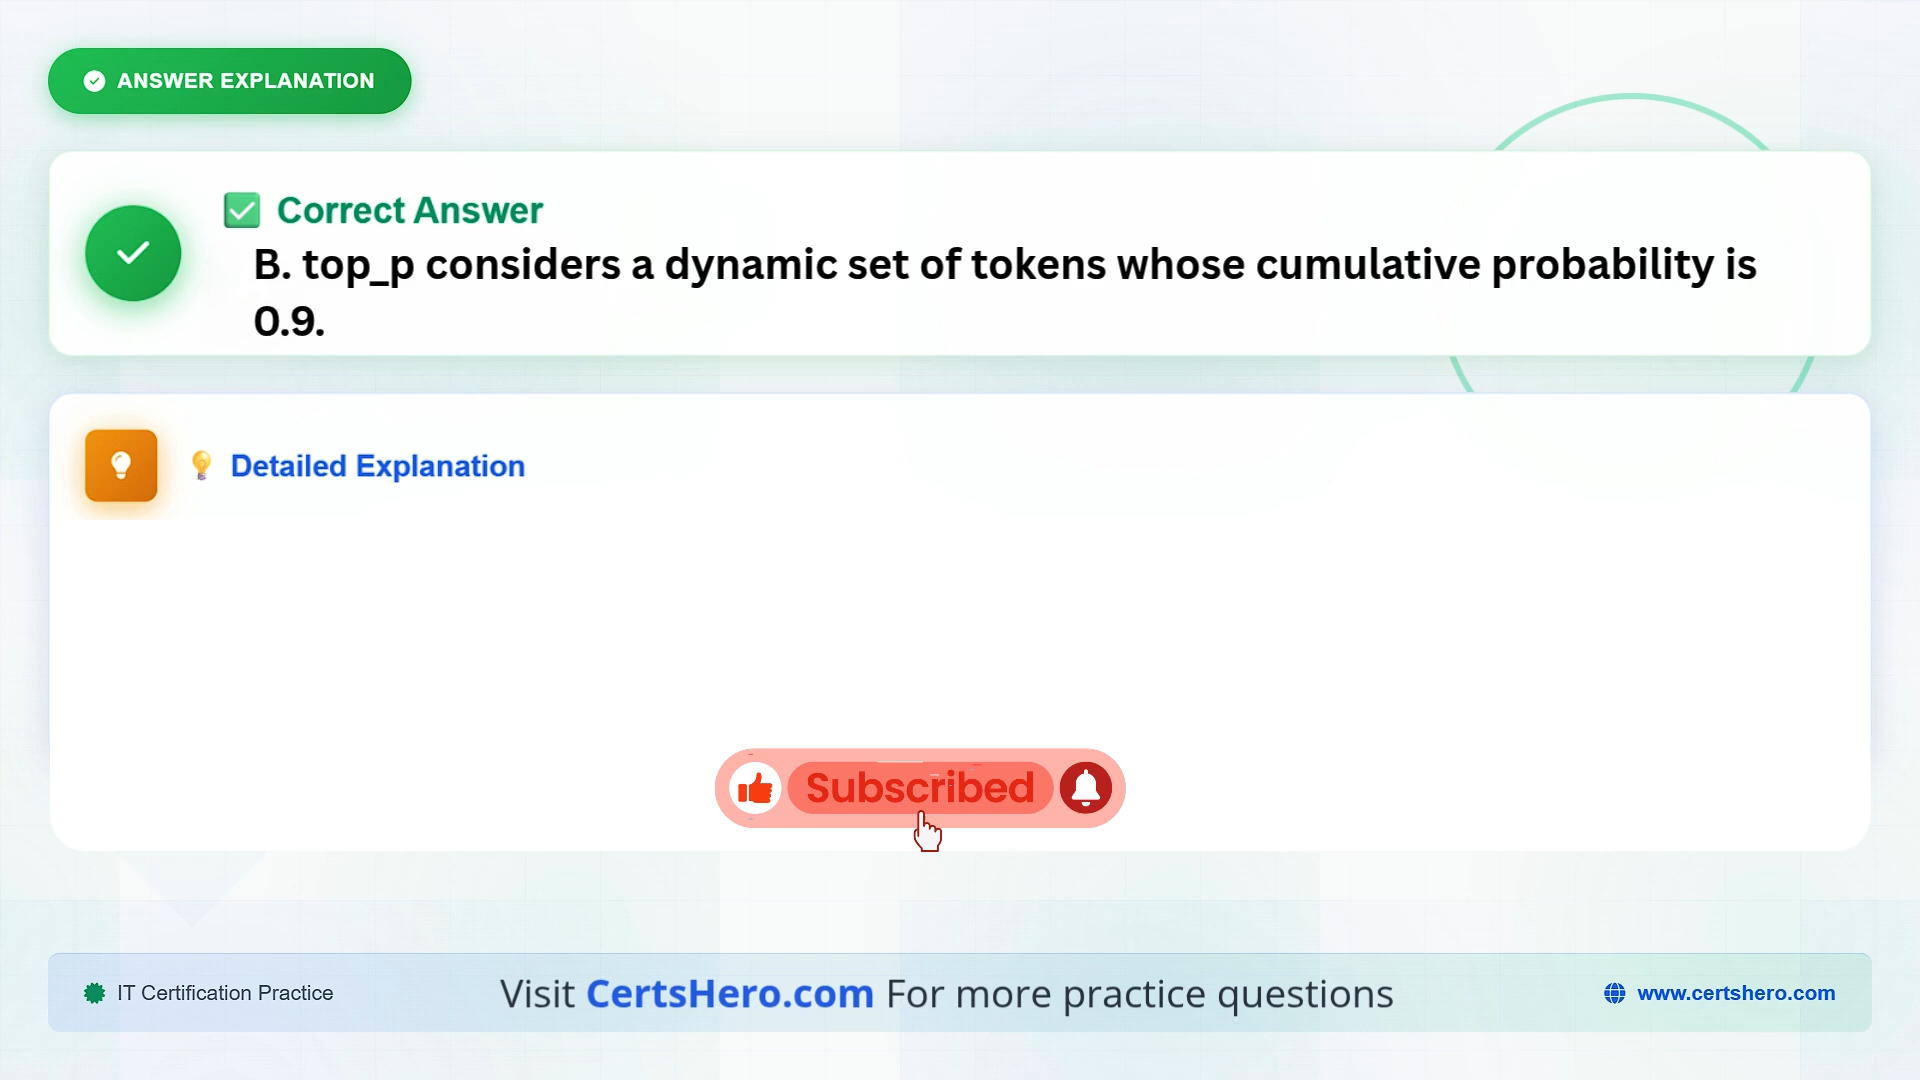 ANSWER EXPLANATION
Correct Answer
B. top_p considers a dynamic set of tokens whose cumulative probability is
0.9.
Detailed Explanation
Subscribed
IT Certification Practice
Visit CertsHero.com For more practice questions
www.certshero.com